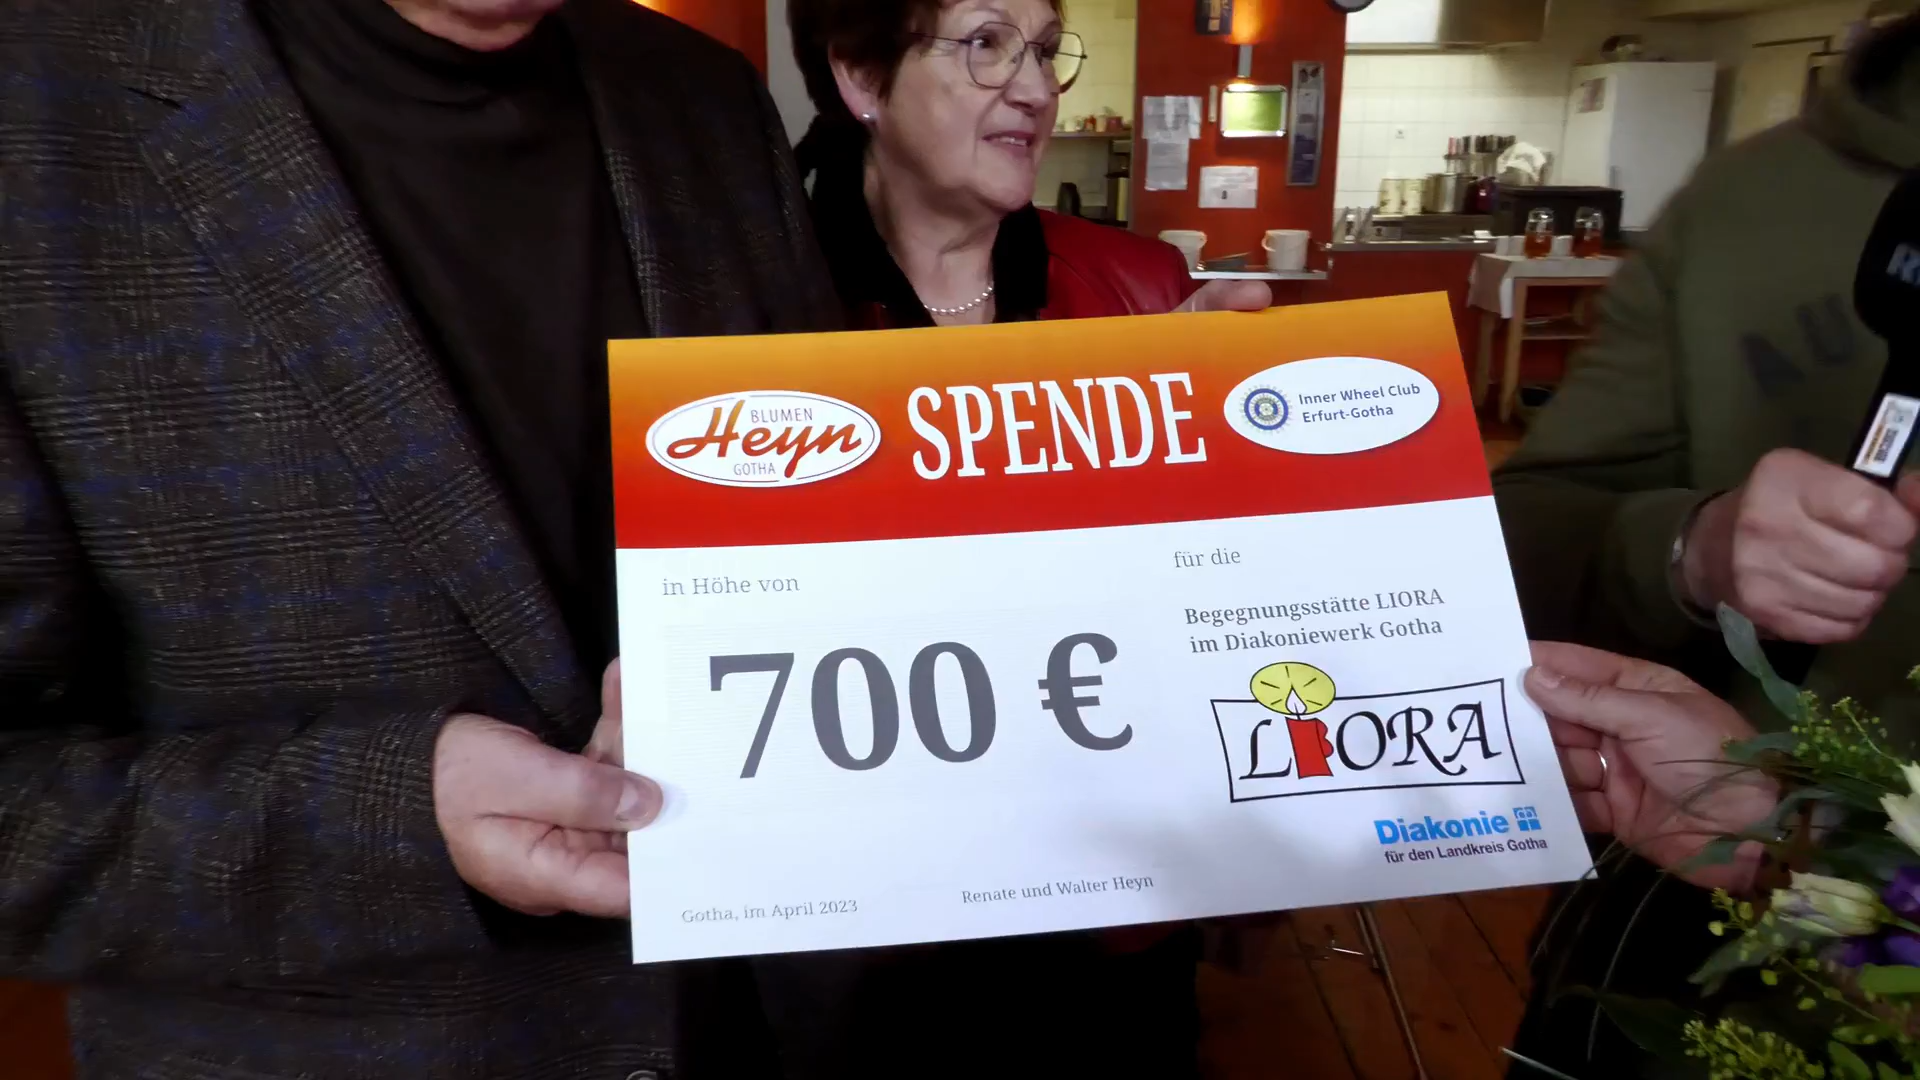 BLUMEN
Heyn
GOTHA
SPENDE
Inner Wheel Club
Erfurt-Gotha
in Höhe von
700 €
für die
Begegnungsstätte LIORA
im Diakoniewerk Gotha
LIORA
Diakonie
für den Landkreis Gotha
Gotha, im April 2023
Renate und Walter Heyn
AU